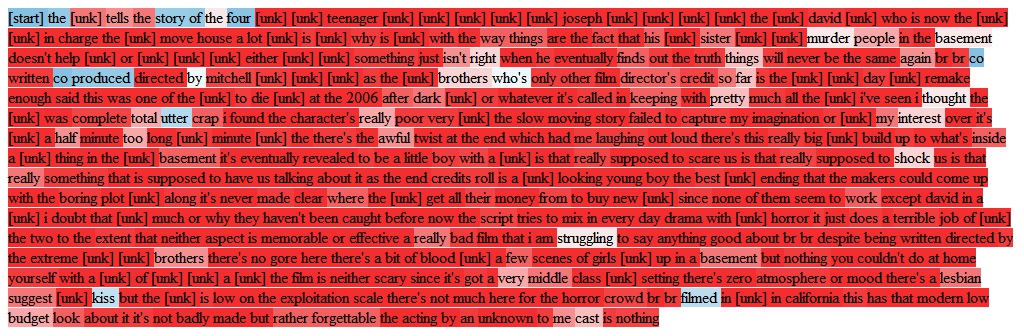 [start] the [unk] tells the story of the four [unk] [unk] teenager [unk] [unk] [unk] [unk] [unk] joseph [unk] [unk] [unk] [unk] the [unk] david [unk] who is now the [unk]
[unk] in charge the [unk] move house a lot [unk] is [unk] why is [unk] with the way things are the fact that his [unk] sister [unk] [unk] murder people in the basement
doesn't help [unk] or [unk] [unk] [unk] either [unk] something just isn't right when he eventually finds out the truth things will never be the same again br br co
written co produced directed by mitchell [unk] [unk] [unk] as the [unk] brothers who's only other film director's credit so far is the [unk] [unk] day [unk] remake
enough said this was one of the [unk] to die [unk] at the 2006 after dark [unk] or whatever it's called in keeping with pretty much all the [unk] i've seen i thought the
[unk] was complete total utter crap i found the character's really poor very [unk] the slow moving story failed to capture my imagination or [unk] my interest over it's
[unk] a half minute too long [unk] minute [unk] the there's the awful twist at the end which had me laughing out loud there's this really big [unk] build up to what's inside
a [unk] thing in the [unk] basement it's eventually revealed to be a little boy with a [unk] is that really supposed to scare us is that really supposed to shock us is that
really something that is supposed to have us talking about it as the end credits roll is a [unk] looking young boy the best [unk] ending that the makers could come up
with the boring plot [unk] along it's never made clear where the [unk] get all their money from to buy new [unk] since none of them seem to work except david in a
[unk] i doubt that [unk] much or why they haven't been caught before now the script tries to mix in every day drama with [unk] horror it just does a terrible job of [unk]
the two to the extent that neither aspect is memorable or effective a really bad film that i am struggling to say anything good about br br despite being written directed by
the extreme [unk] [unk] brothers there's no gore here there's a bit of blood [unk] a few scenes of girls [unk] up in a basement but nothing you couldn't do at home
yourself with a [unk] of [unk] [unk] a [unk] the film is neither scary since it's got a very middle class [unk] setting there's zero atmosphere or mood there's a lesbian
suggest [unk] kiss but the [unk] is low on the exploitation scale there's not much here for the horror crowd br br filmed in [unk] in california this has that modern low
budget look about it it's not badly made but rather forgettable the acting by an unknown to me cast is nothing